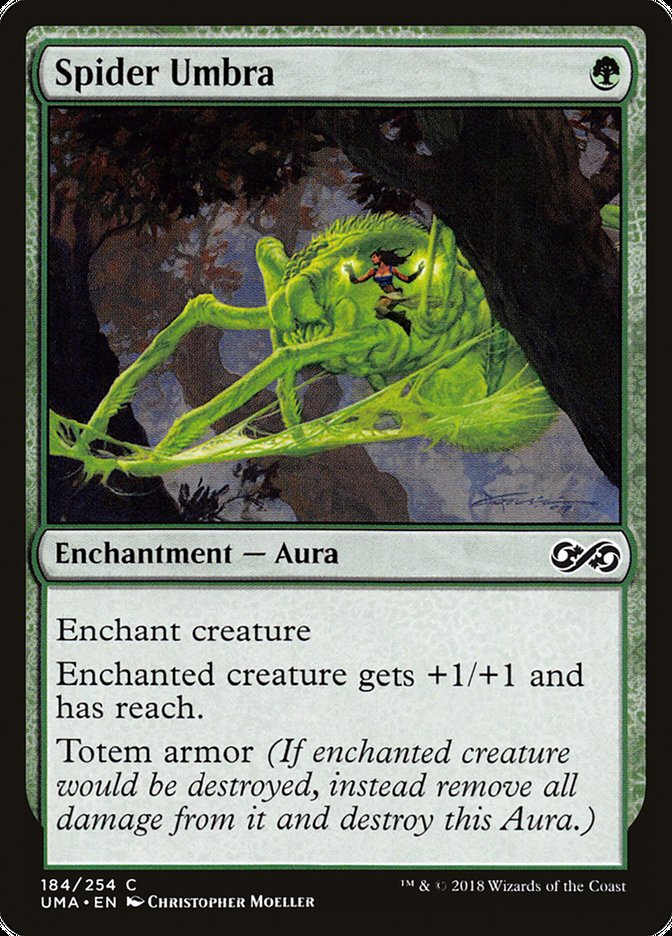 Spider Umbra
Enchantment — Aura
Enchant creature
Enchanted creature gets +1/+1 and
has reach.
Totem armor (If enchanted creature
would be destroyed, instead remove all
damage from it and destroy this Aura.)
184/254 C
™ & © 2018 Wizards of the Coast
UMA • EN Christopher Moeller